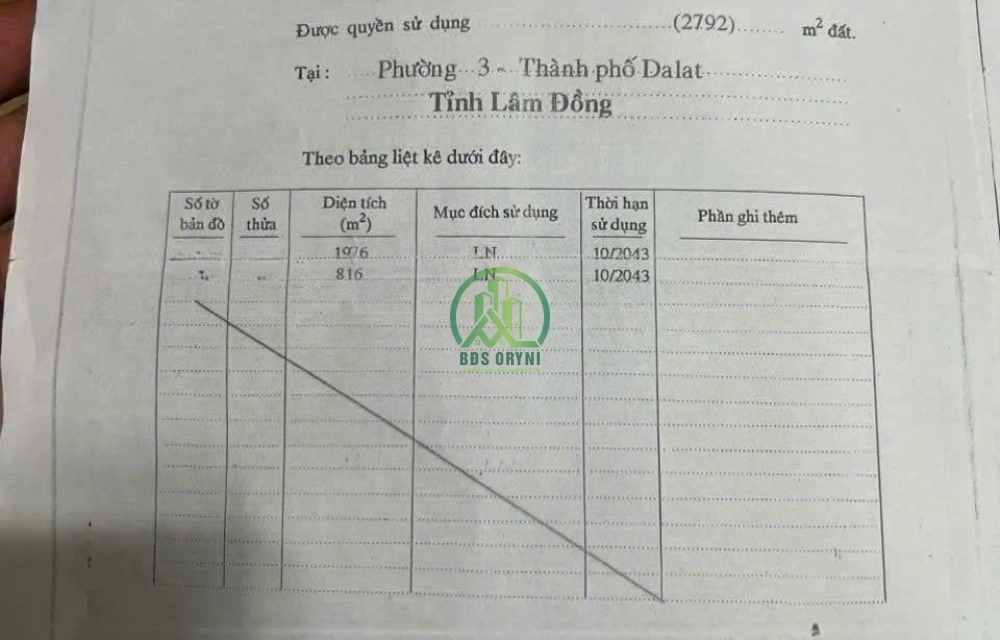 Được quyền sử dụng (2792) m² đất.
Tại: Phường 3 - Thành phố Dalat
Tỉnh Lâm Đồng
Theo bảng liệt kê dưới đây:
Số tờ bản đồ Số thửa Diện tích (m²) Mục đích sử dụng Thời hạn sử dụng Phần ghi thêm
1976 LN 10/2043
816 LN 10/2043
BĐS ORYNI